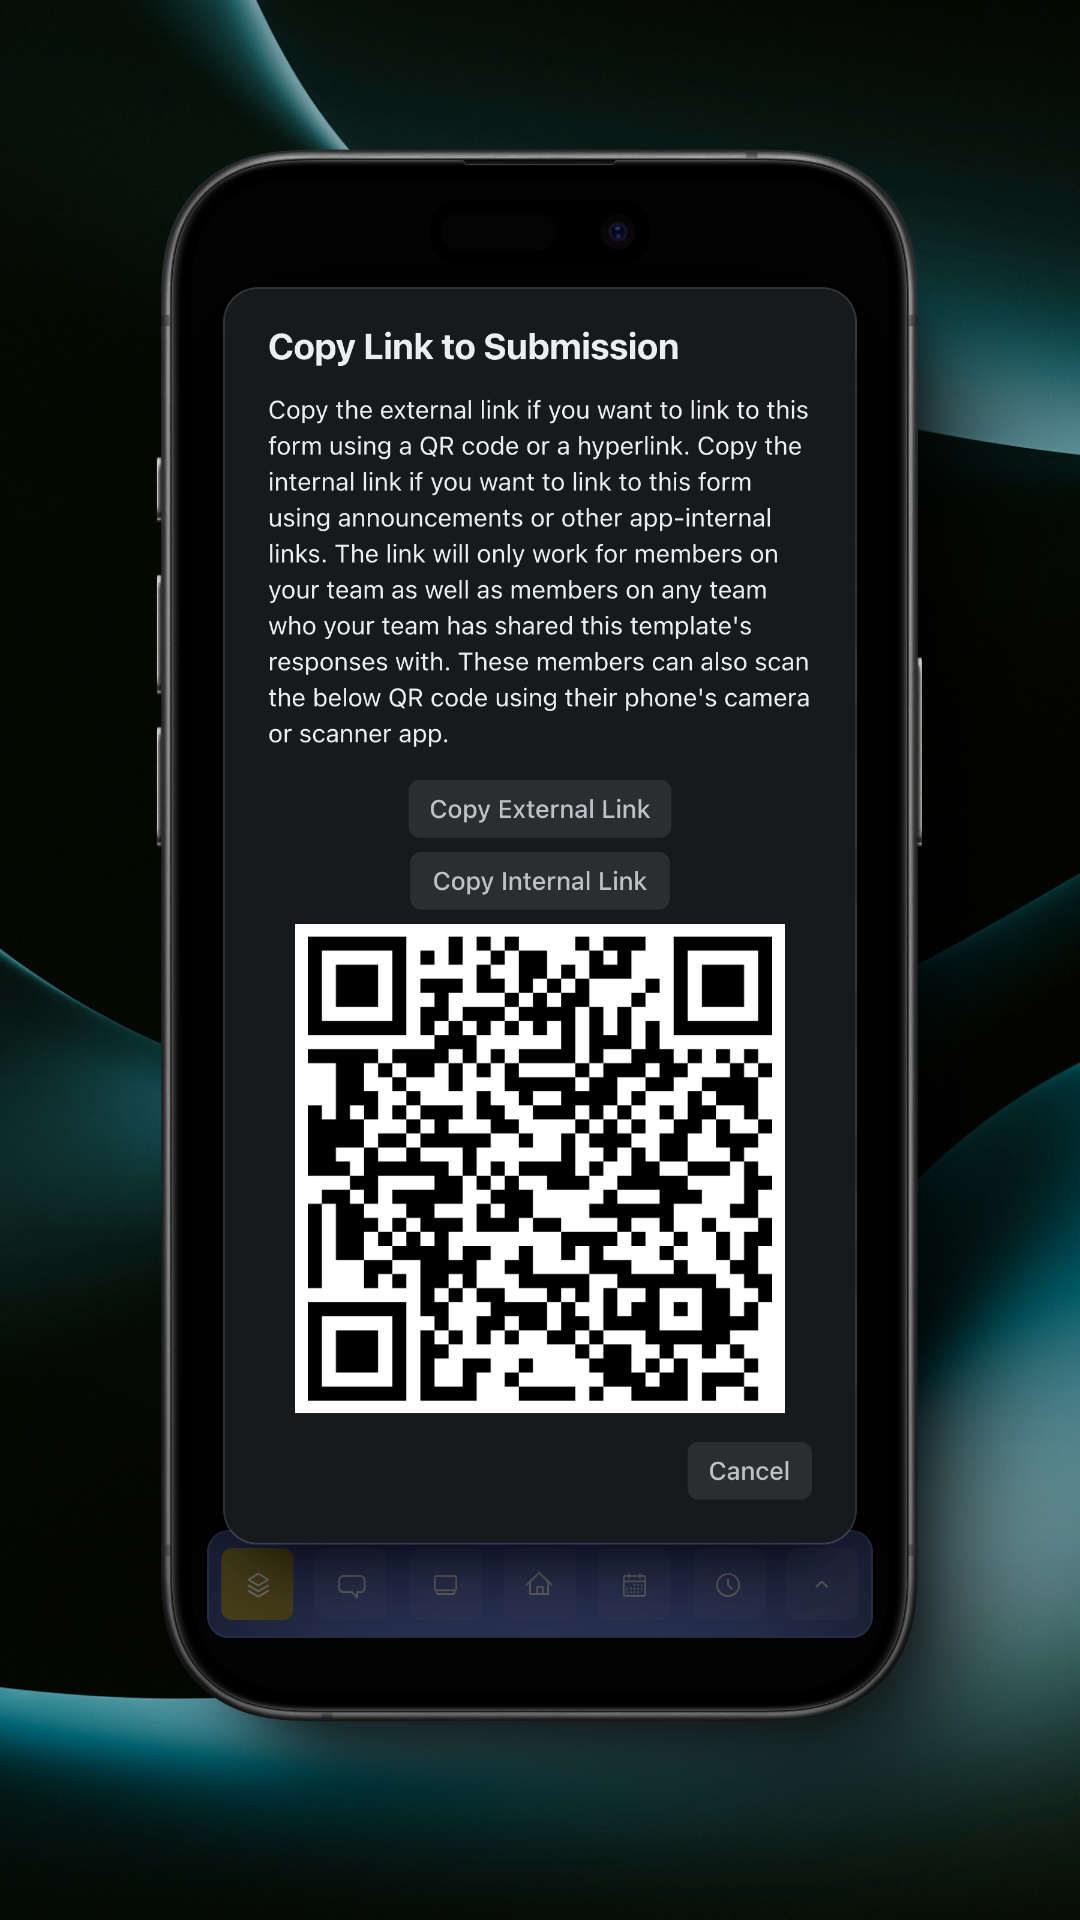 Copy Link to Submission
Copy the external link if you want to link to this
form using a QR code or a hyperlink. Copy the
internal link if you want to link to this form
using announcements or other app-internal
links. The link will only work for members on
your team as well as members on any team
who your team has shared this template's
responses with. These members can also scan
the below QR code using their phone's camera
or scanner app.
Copy External Link
Copy Internal Link
Cancel